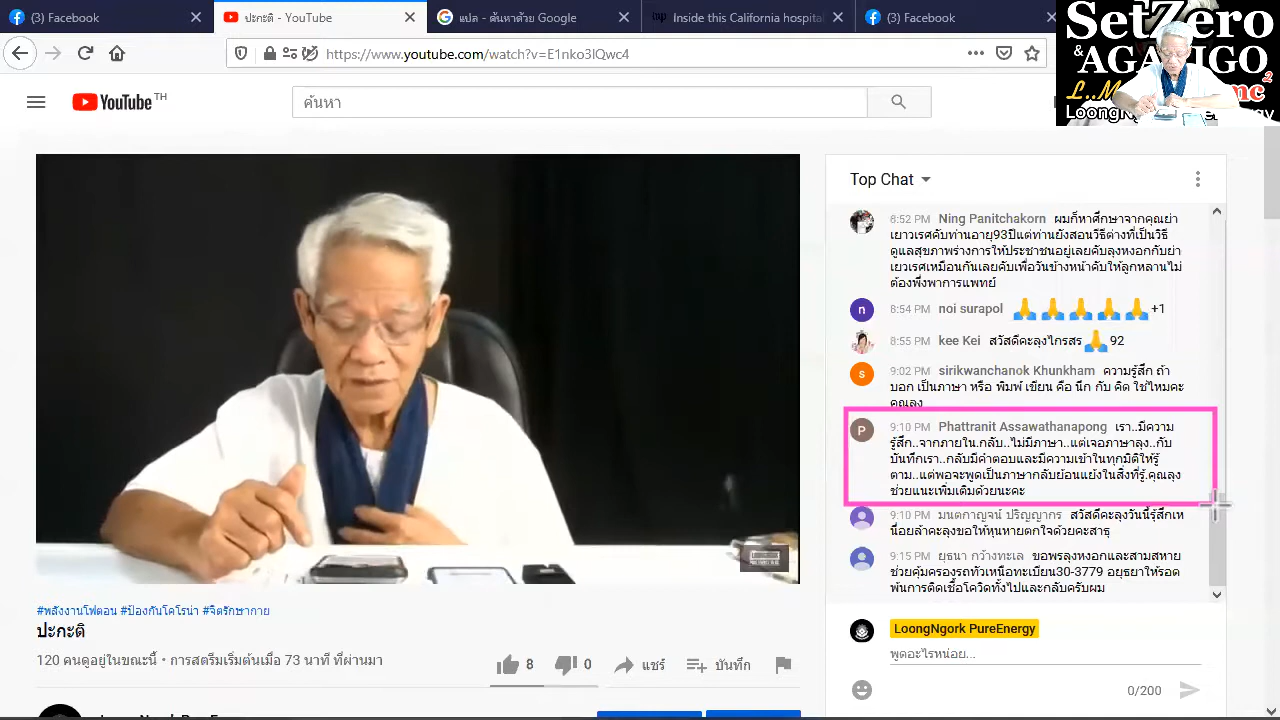 (3) Facebook
ปะกะติ - YouTube
แปล - ค้นหาด้วย Google
Inside this California hospital
(3) Facebook
https://www.youtube.com/watch?v=E1nko3lQwc4
SetZero
&
LoongNgork PureEnergy
YouTube TH
ค้นหา
Top Chat
8:52 PM Ning Panitchakorn ผมก็หาศึกษาจากคุณย่า
เยาวเรศคับท่านอายุ93ปีแต่ท่านยังสอนวิธีต่างที่เป็นวิธี
ดูแลสุขภาพร่างการให้ประชาชนอยู่เลยคับลุงหงอกกับย่า
เยวเรศเหมือนกันเลยคับเพื่อวันข้างหน้าคับให้ลูกหลานไม่
ต้องพึ่งพาการแพทย์
n 8:54 PM noi surapol 🙏🙏🙏🙏🙏 +1
8:55 PM kee Kei สวัสดีคะลุงไกรสร🙏 92
s 9:02 PM sirikwanchanok Khunkham ความรู้สึก ถ้า
บอก เป็นภาษา หรือ พิมพ์ เขียน คือ นึก กับ คิด ใช่ไหมคะ
คุณลุง
P 9:10 PM Phattranit Assawathanapong เรา..มีความ
รู้สึก..จากภายใน.กลับ..ไม่มีภาษา..แต่เจอภาษาลุง..กับ
บันทึกเรา..กลับมีคำตอบและมีความเข้าในทุกมิติให้รู้
ตาม..แต่พอจะพูดเป็นภาษากลับย้อนแย้งในสิ่งที่รู้.คุณลุง
ช่วยแนะเพิ่มเติมด้วยนะคะ
9:10 PM มนตกาญจน์ ปริญญากร สวัสดีคะลุงวันนี้รู้สึกเห
นื่อยล้าคะลุงขอให้ทุนหายตกใจด้วยคะสาธุ
9:15 PM ยุธนา กว้างทะเล ขอพรลุงหงอกและสามสหาย
ช่วยคุ้มครองรถทัวเหนือทะเบียน30-3779 อยุธยาให้รอด
พ้นการติดเชื้อโควิดทั้งไปและกลับครับผม
#พลังงานโฟตอน #ป้องกันโคโรน่า #จิตรักษากาย
ปะกะติ
120 คนดูอยู่ในขณะนี้ • การสตรีมเริ่มต้นเมื่อ 73 นาที ที่ผ่านมา
8
0
แชร์
บันทึก
LoongNgork PureEnergy
พูดอะไรหน่อย...
0/200